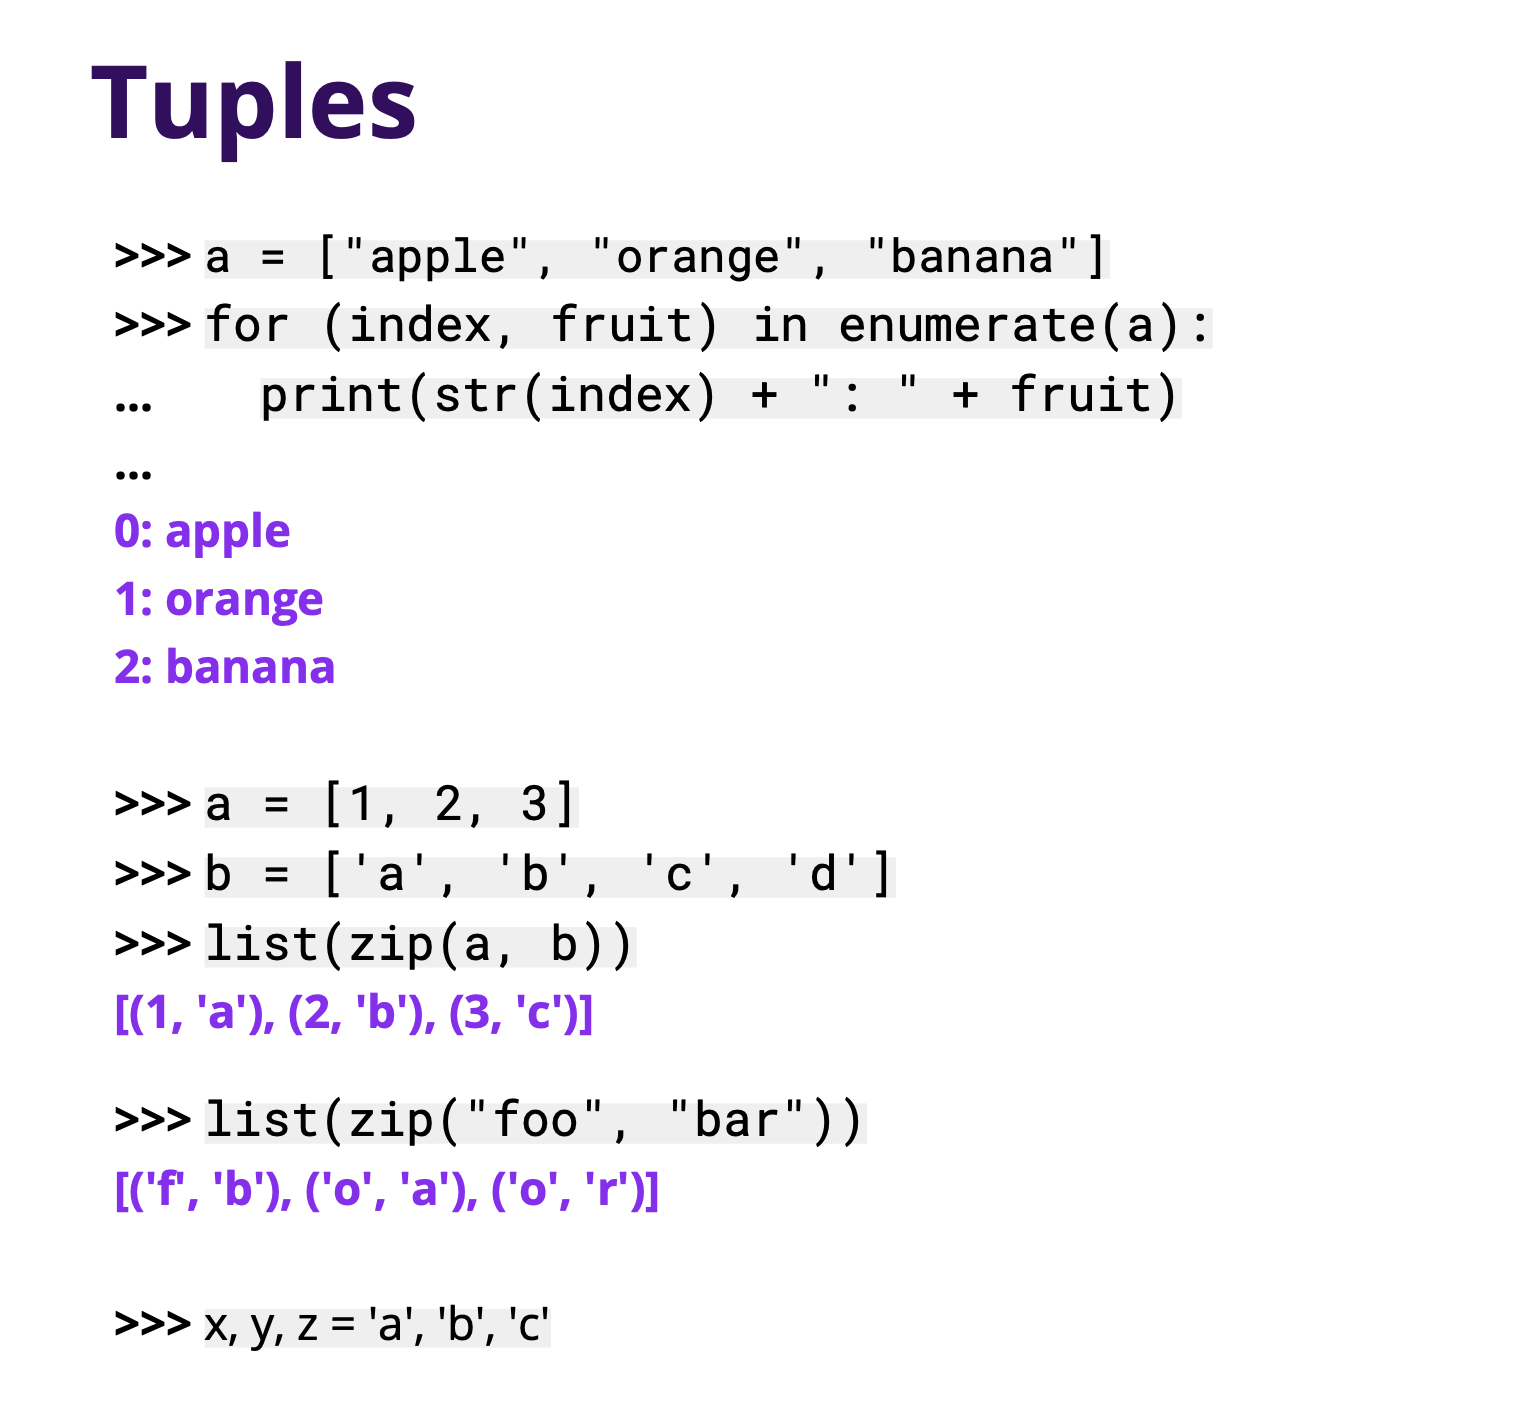 Tuples
>>> a = ["apple", "orange", "banana"]
>>> for (index, fruit) in enumerate(a):
...    print(str(index) + ": " + fruit)
...
0: apple
1: orange
2: banana
>>> a = [1, 2, 3]
>>> b = ['a', 'b', 'c', 'd']
>>> list(zip(a, b))
[(1, 'a'), (2, 'b'), (3, 'c')]
>>> list(zip("foo", "bar"))
[('f', 'b'), ('o', 'a'), ('o', 'r')]
>>> x, y, z = 'a', 'b', 'c'